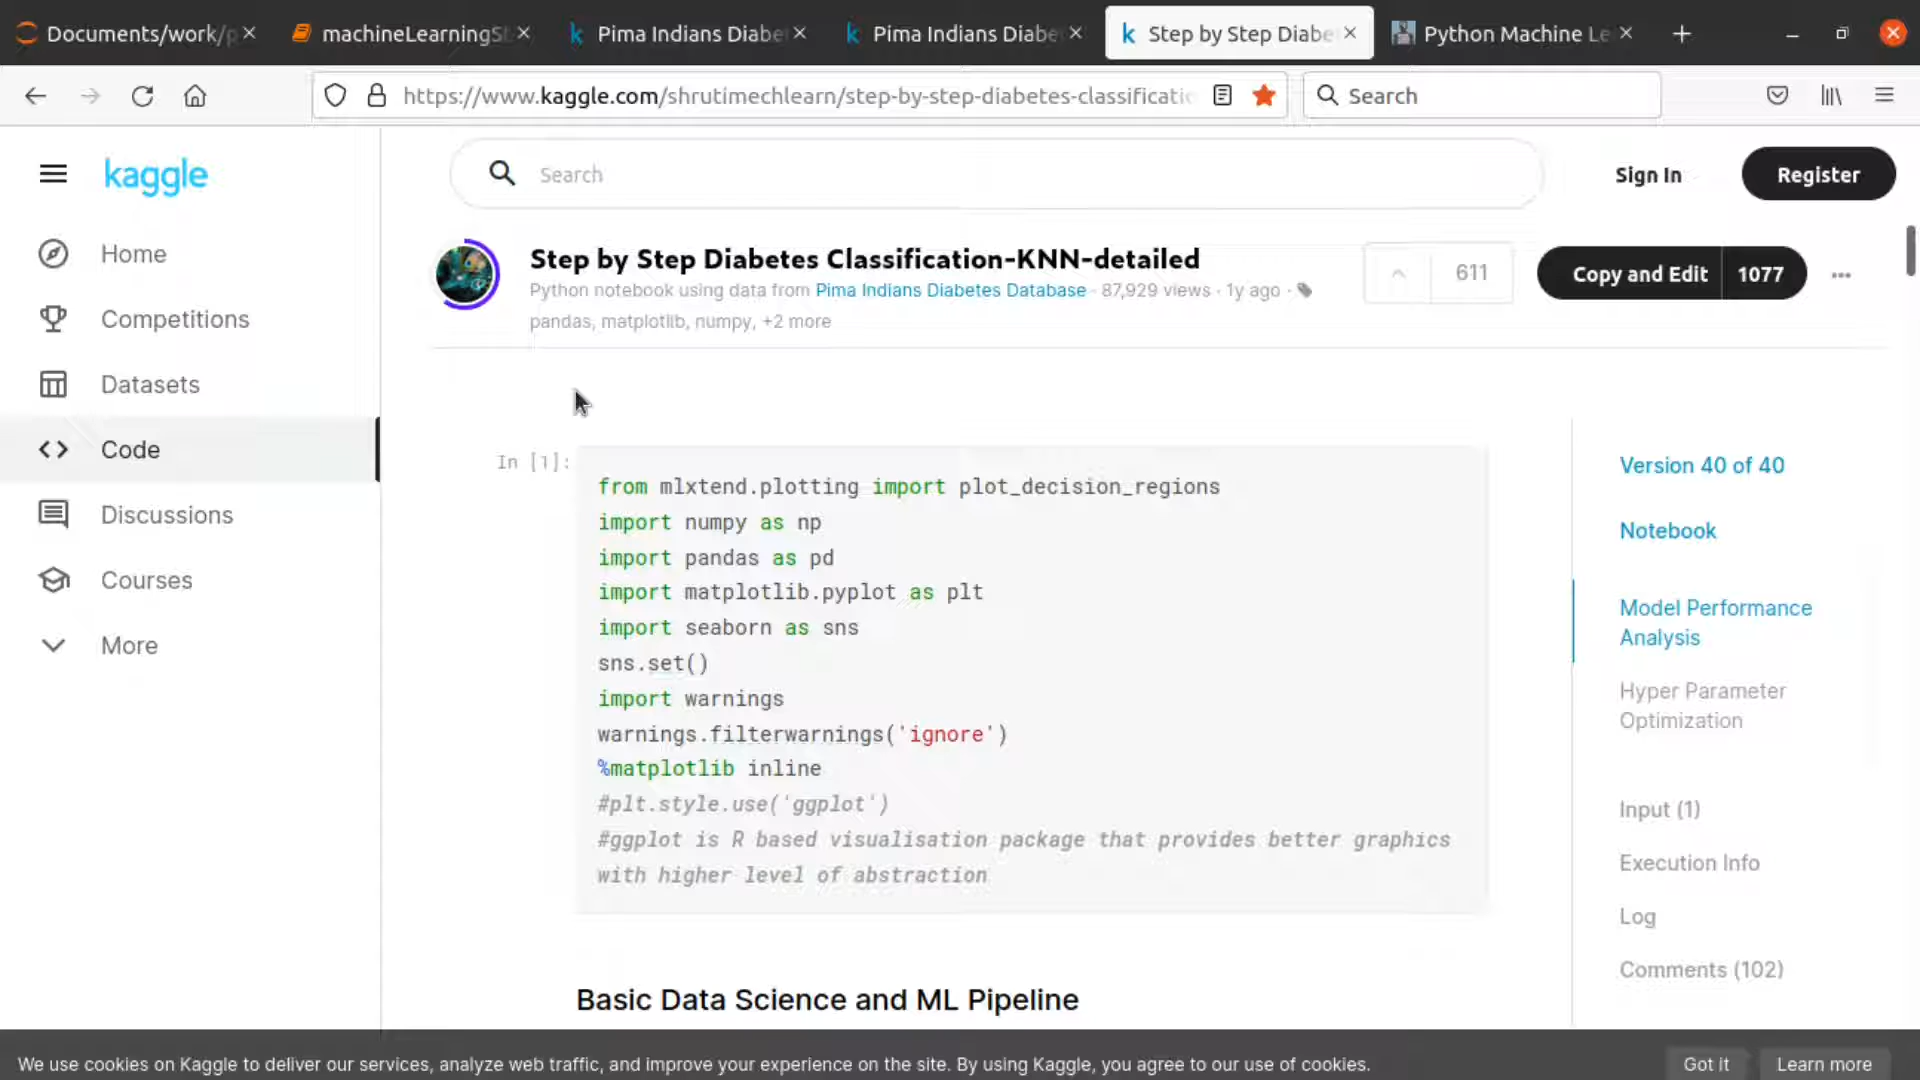 Documents/work/p
machineLearningS
Pima Indians Diabe
Pima Indians Diabe
Step by Step Diabe
Python Machine Le
https://www.kaggle.com/shrutimechlearn/step-by-step-diabetes-classificatio
Search
kaggle
Search
Sign In
Register
Home
Competitions
Datasets
Code
Discussions
Courses
More
Step by Step Diabetes Classification-KNN-detailed
Python notebook using data from Pima Indians Diabetes Database · 87,929 views · 1y ago ·
pandas, matplotlib, numpy, +2 more
611
Copy and Edit 1077
In [1]:
from mlxtend.plotting import plot_decision_regions
import numpy as np
import pandas as pd
import matplotlib.pyplot as plt
import seaborn as sns
sns.set()
import warnings
warnings.filterwarnings('ignore')
%matplotlib inline
#plt.style.use('ggplot')
#ggplot is R based visualisation package that provides better graphics
with higher level of abstraction
Basic Data Science and ML Pipeline
Version 40 of 40
Notebook
Model Performance
Analysis
Hyper Parameter
Optimization
Input (1)
Execution Info
Log
Comments (102)
We use cookies on Kaggle to deliver our services, analyze web traffic, and improve your experience on the site. By using Kaggle, you agree to our use of cookies.
Got it
Learn more